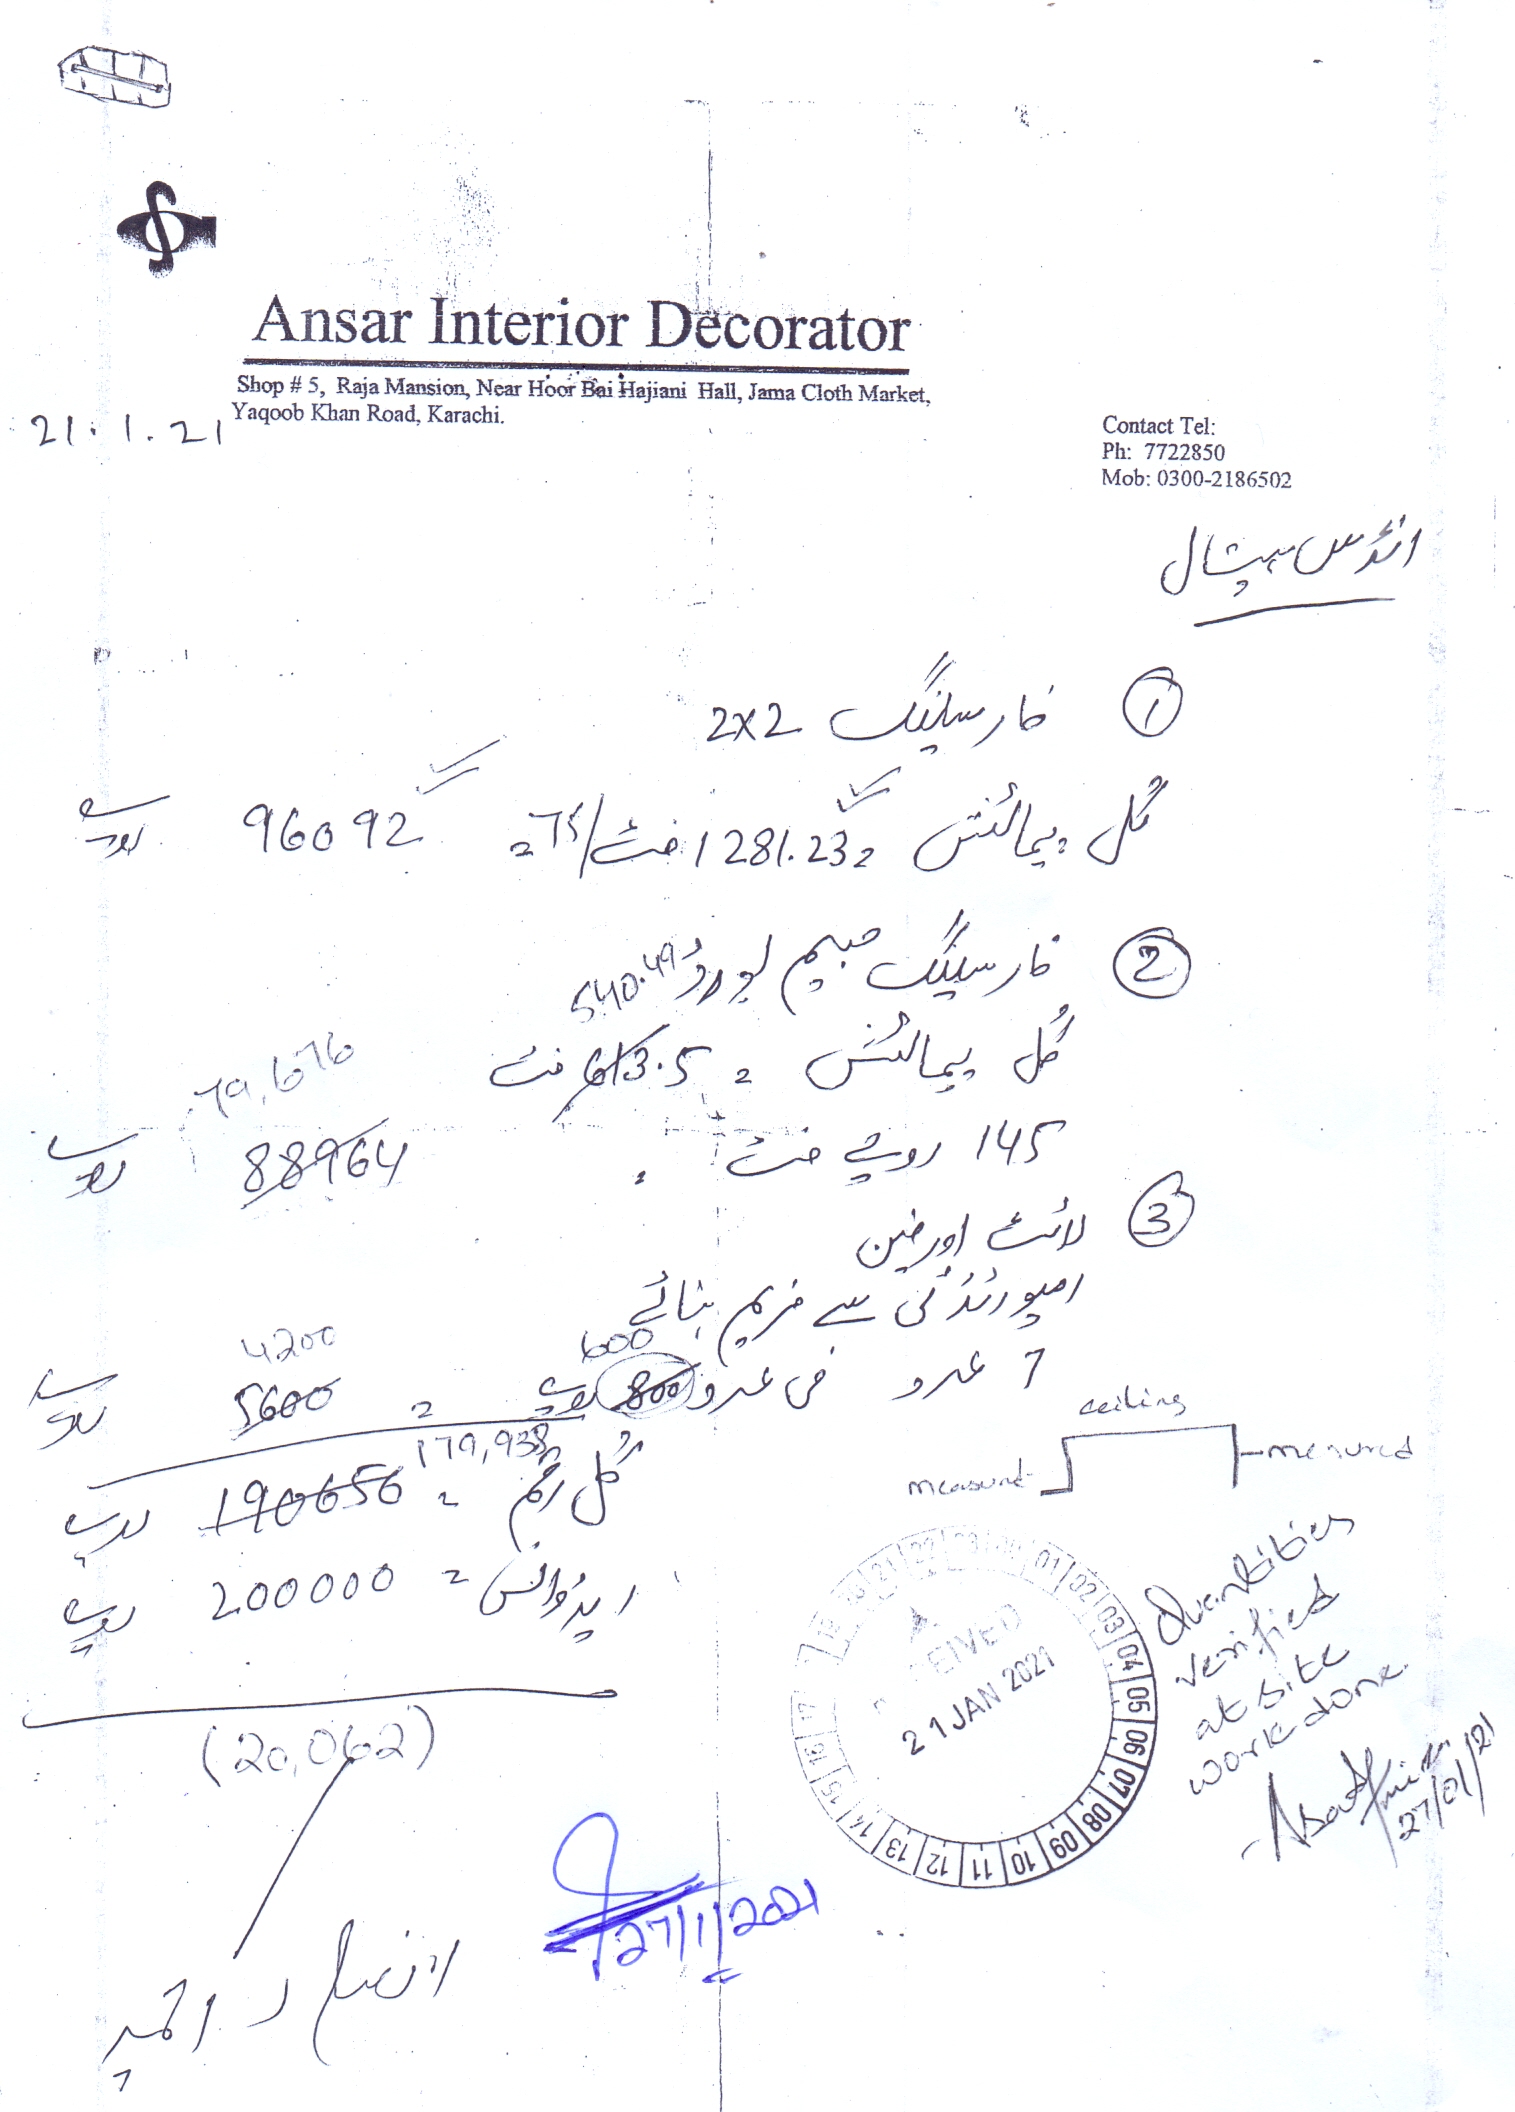 Ansar Interior Decorator
Shop # 5, Raja Mansion, Near Hoor Bai Hajiani Hall, Jama Cloth Market,
Yaqoob Khan Road, Karachi.
21.1.21
Contact Tel:
Ph: 7722850
Mob: 0300-2186502
انڈس ہسپتال
① فارسیلنگ 2x2
کُل پیمائش = 1281.23 فٹ/75 = 96092 روپے
② فارسیلنگ جپسم بورڈ 540.49
کُل پیمائش = 613.5 فٹ
79,676
145 روپے فٹ = 88964 روپے
③ لائٹ اور فین
امپورٹڈ ٹی سے فریم بنائے
4200 600
7 عدد فی عدد 800 روپے = 5600 روپے
179,938
کُل رقم = 190656 روپے
ایڈوانس = 200000 روپے
(20,062)
ceiling
measured
measured
RECEIVED
21 JAN 2021
01 02 03 04 05 06 07 08 09 10 11 12 13 14 15 16 17 18
21 22 23
Quantities
verified
at site
work done
27/01/21
27/1/2021
انصار احمد